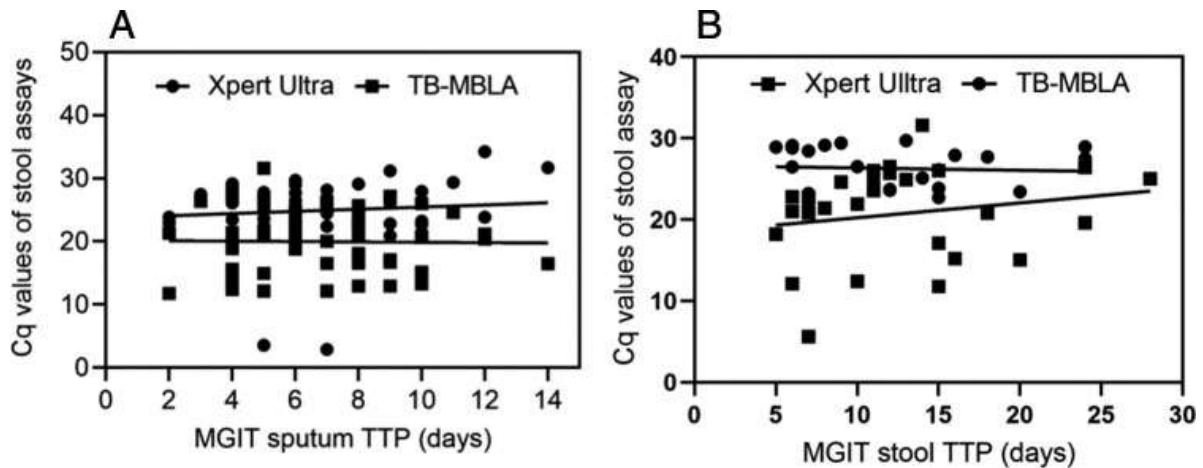 A
50
40
30
20
10
0
Xpert Ultra TB-MBLA
Cq values of stool assays
2 4 6 8 10 12 14
MGIT sputum TTP (days)
B
40
30
20
10
0
Xpert Ulltra TB-MBLA
Cq values of stool assay
0 5 10 15 20 25 30
MGIT stool TTP (days)